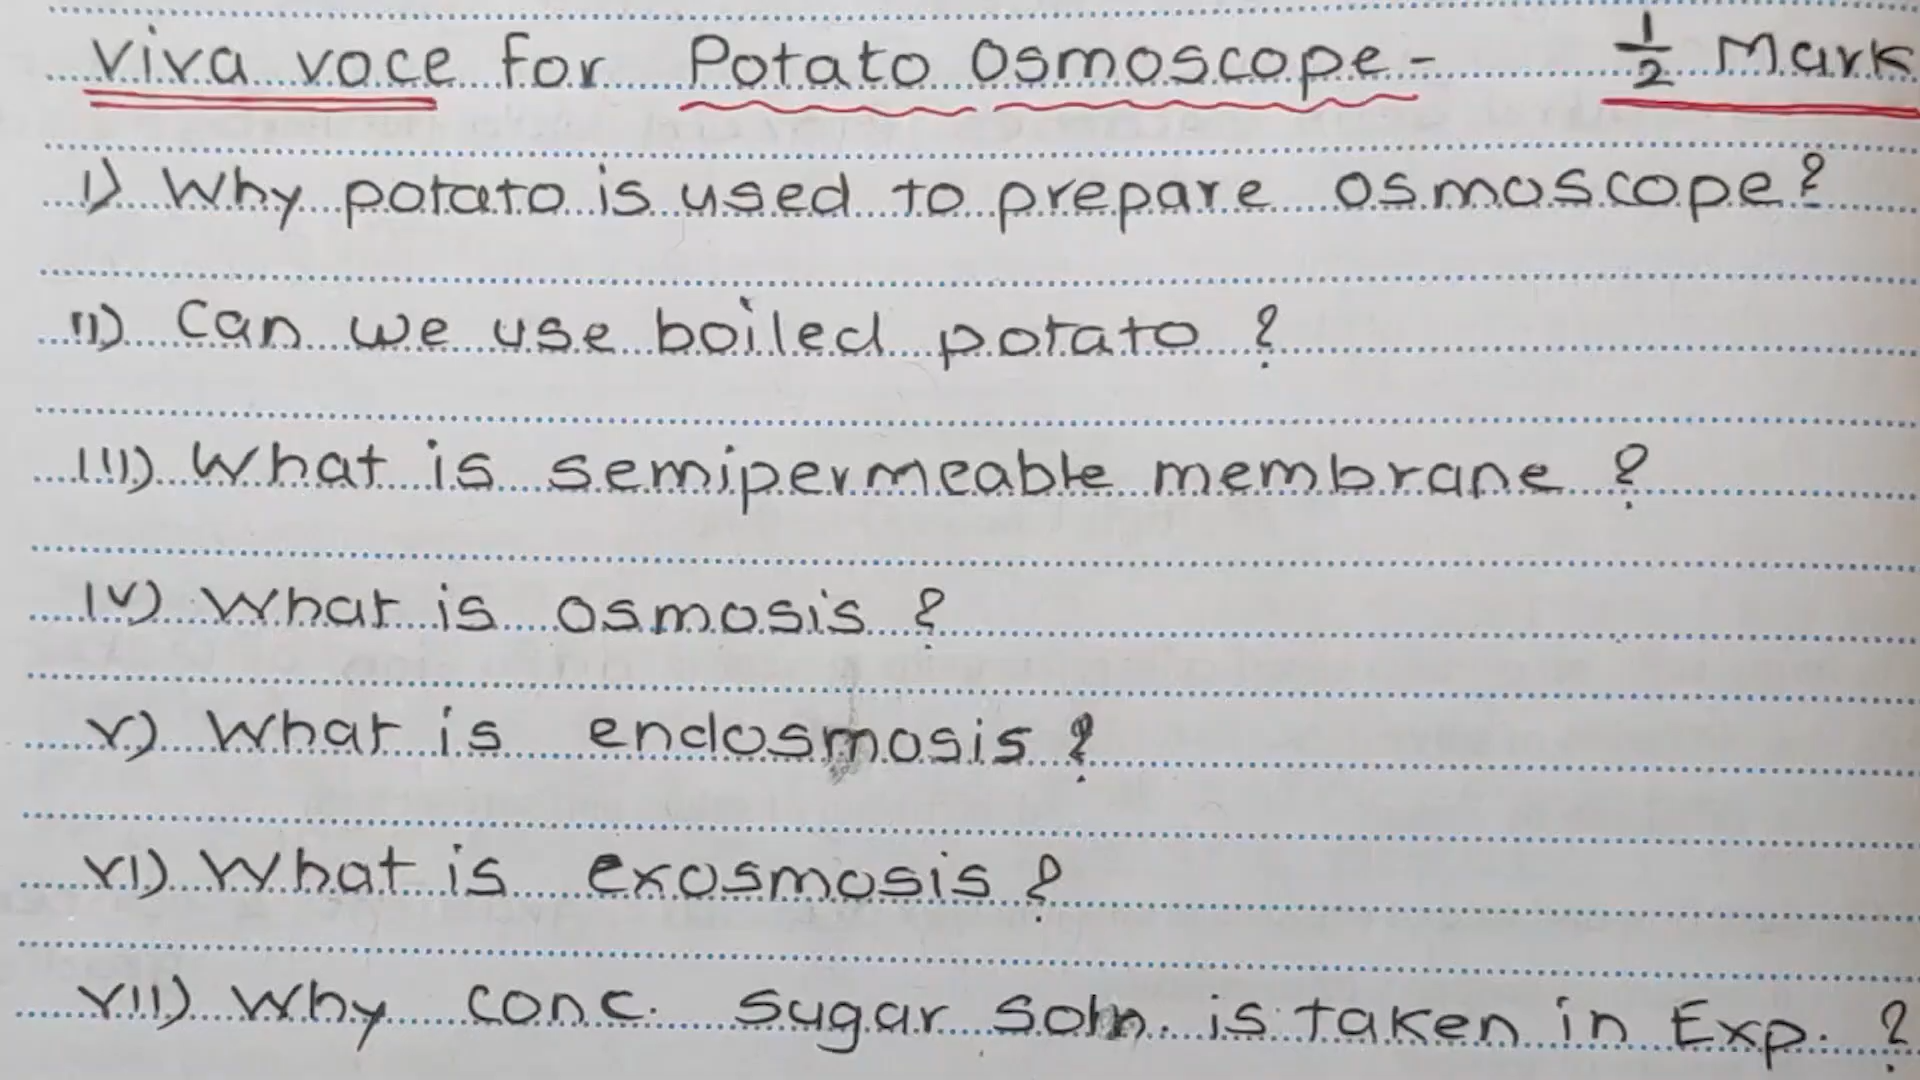 Viva voce for Potato Osmoscope- 1/2 Mark
i) Why potato is used to prepare osmoscope?
ii) Can we use boiled potato ?
iii) What is semipermeable membrane ?
iv) What is osmosis ?
v) What is endosmosis ?
vi) What is exosmosis ?
vii) Why conc. sugar soln. is taken in Exp. ?